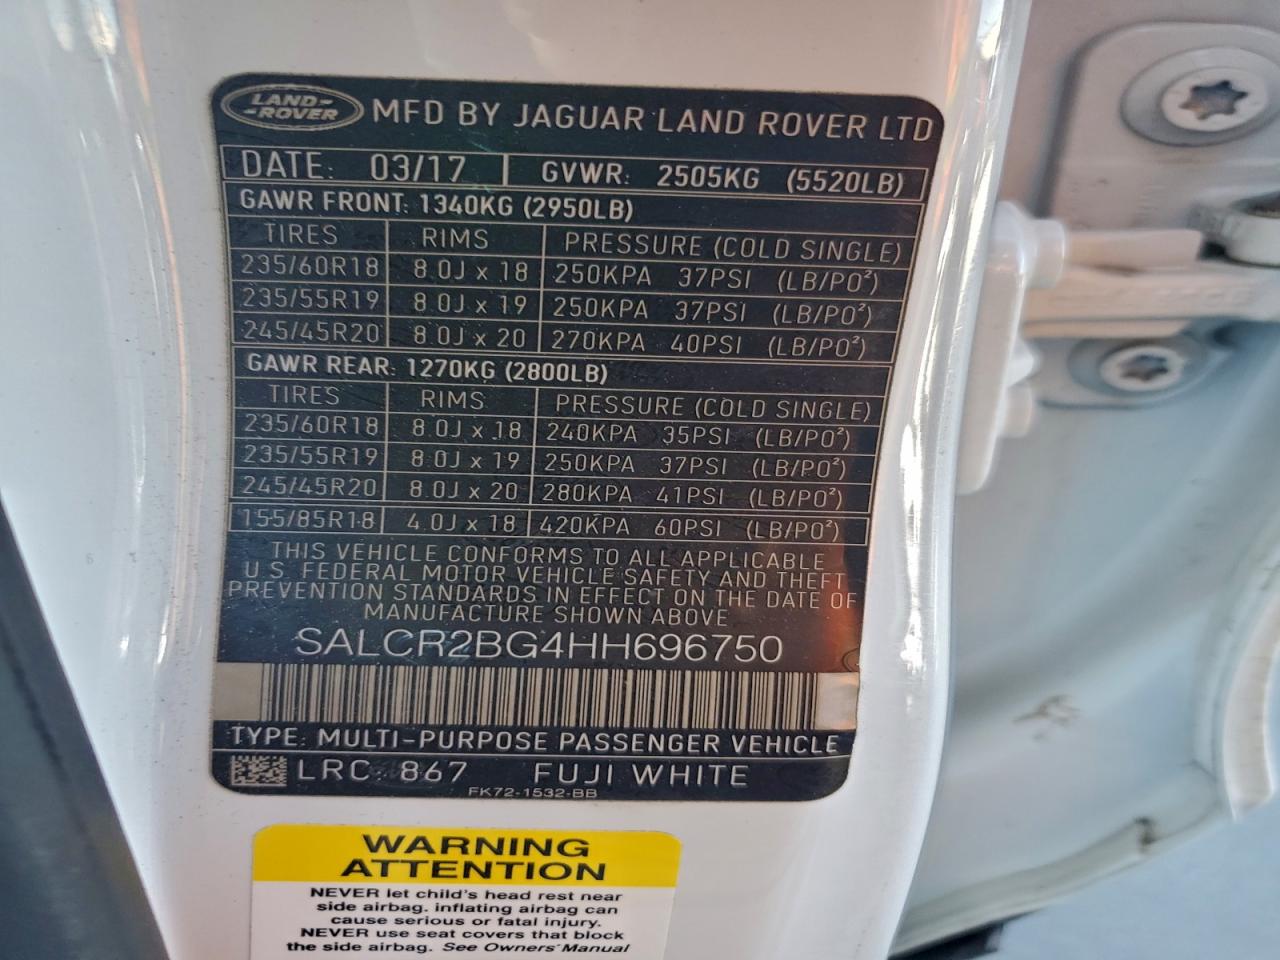 LAND-ROVER MFD BY JAGUAR LAND ROVER LTD
DATE: 03/17 GVWR: 2505KG (5520LB)
GAWR FRONT: 1340KG (2950LB)
TIRES RIMS PRESSURE (COLD SINGLE)
235/60R18 8.0J x 18 250KPA 37PSI (LB/PO²)
235/55R19 8.0J x 19 250KPA 37PSI (LB/PO²)
245/45R20 8.0J x 20 270KPA 40PSI (LB/PO²)
GAWR REAR: 1270KG (2800LB)
TIRES RIMS PRESSURE (COLD SINGLE)
235/60R18 8.0J x 18 240KPA 35PSI (LB/PO²)
235/55R19 8.0J x 19 250KPA 37PSI (LB/PO²)
245/45R20 8.0J x 20 280KPA 41PSI (LB/PO²)
155/85R18 4.0J x 18 420KPA 60PSI (LB/PO²)
THIS VEHICLE CONFORMS TO ALL APPLICABLE
U.S. FEDERAL MOTOR VEHICLE SAFETY AND THEFT
PREVENTION STANDARDS IN EFFECT ON THE DATE OF
MANUFACTURE SHOWN ABOVE
SALCR2BG4HH696750
TYPE: MULTI-PURPOSE PASSENGER VEHICLE
LRC 867 FUJI WHITE
FK72-1532-BB
WARNING
ATTENTION
NEVER let child's head rest near
side airbag. inflating airbag can
cause serious or fatal injury.
NEVER use seat covers that block
the side airbag. See Owners' Manual